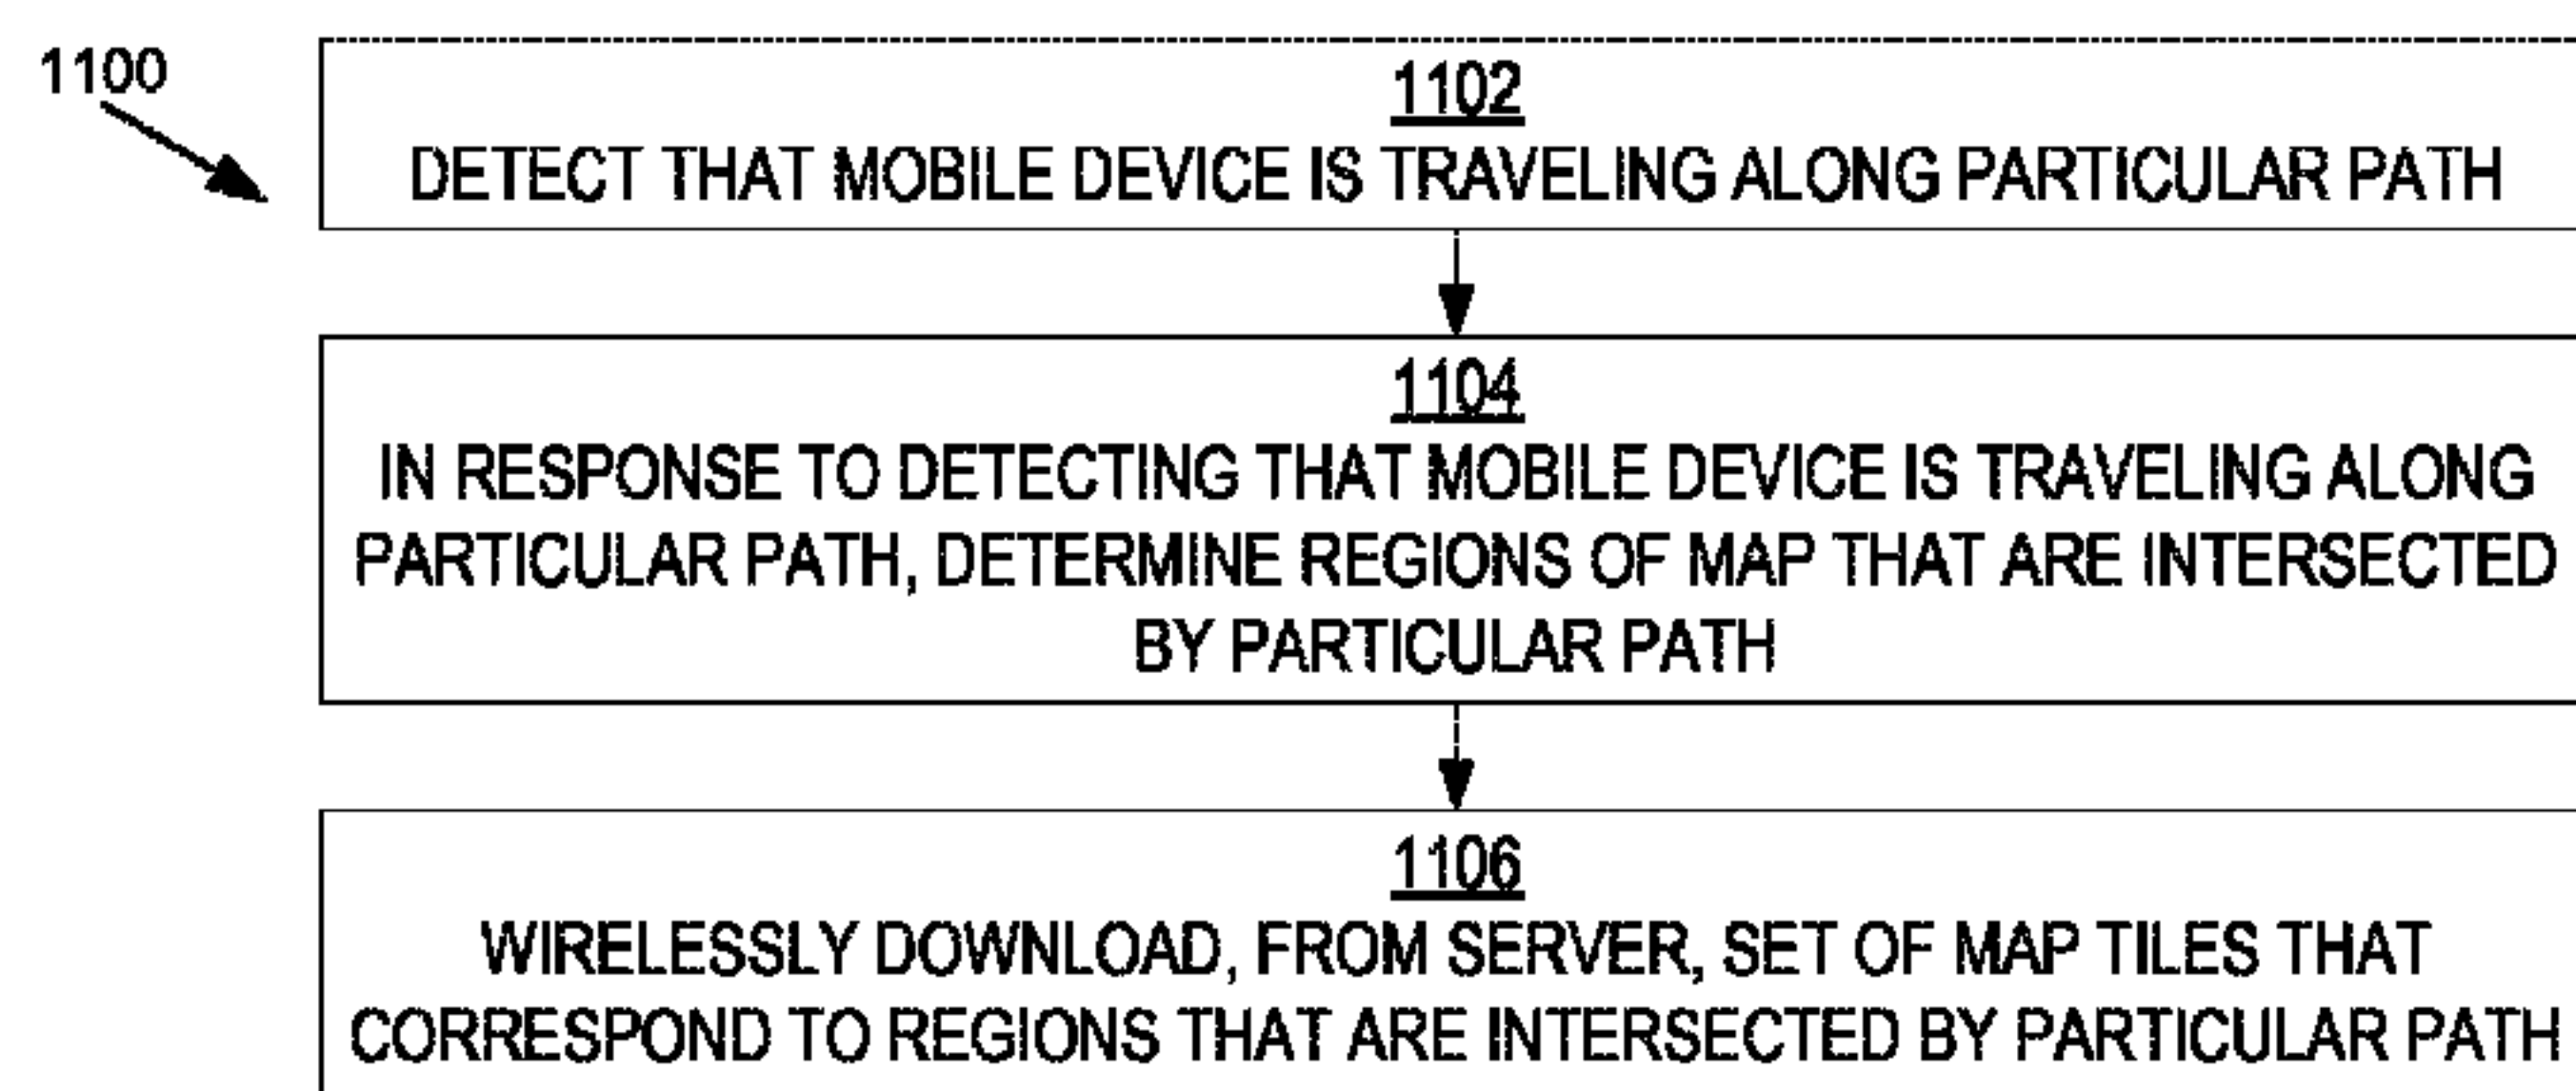 1100
1102
DETECT THAT MOBILE DEVICE IS TRAVELING ALONG PARTICULAR PATH
1104
IN RESPONSE TO DETECTING THAT MOBILE DEVICE IS TRAVELING ALONG
PARTICULAR PATH, DETERMINE REGIONS OF MAP THAT ARE INTERSECTED
BY PARTICULAR PATH
1106
WIRELESSLY DOWNLOAD, FROM SERVER, SET OF MAP TILES THAT
CORRESPOND TO REGIONS THAT ARE INTERSECTED BY PARTICULAR PATH